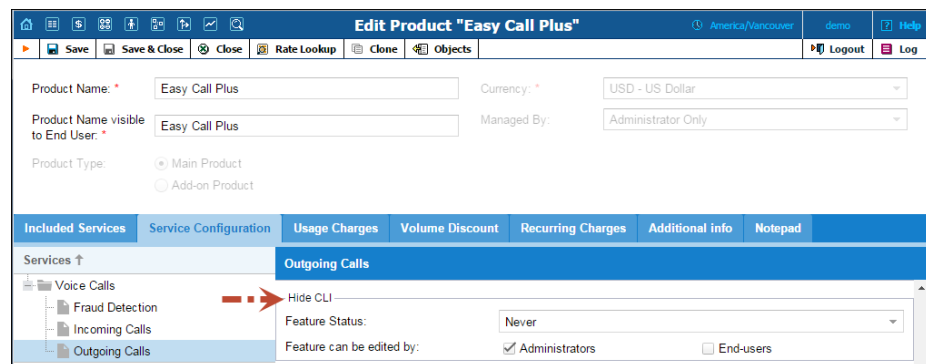 Edit Product "Easy Call Plus" America/Vancouver demo ? Help
Save Save & Close Close Rate Lookup Clone Objects Logout Log
Product Name: * Easy Call Plus Currency: * USD - US Dollar
Product Name visible to End User: * Easy Call Plus Managed By: Administrator Only
Product Type: Main Product
Add-on Product
Included Services Service Configuration Usage Charges Volume Discount Recurring Charges Additional info Notepad
Services ↑ Outgoing Calls
Voice Calls
Fraud Detection
Incoming Calls
Outgoing Calls
Hide CLI
Feature Status: Never
Feature can be edited by: Administrators End-users